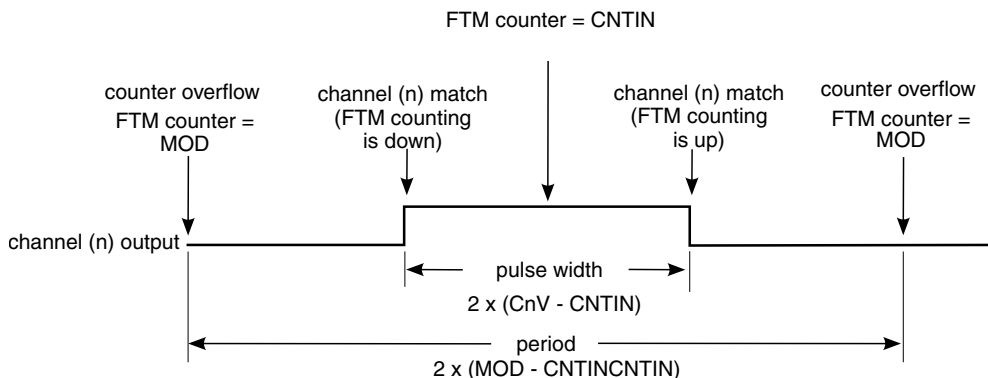 FTM counter = CNTIN
counter overflow
FTM counter =
MOD
channel (n) match
(FTM counting
is down)
channel (n) match
(FTM counting
is up)
counter overflow
FTM counter =
MOD
channel (n) output
pulse width
2 x (CnV - CNTIN)
period
2 x (MOD - CNTINCNTIN)